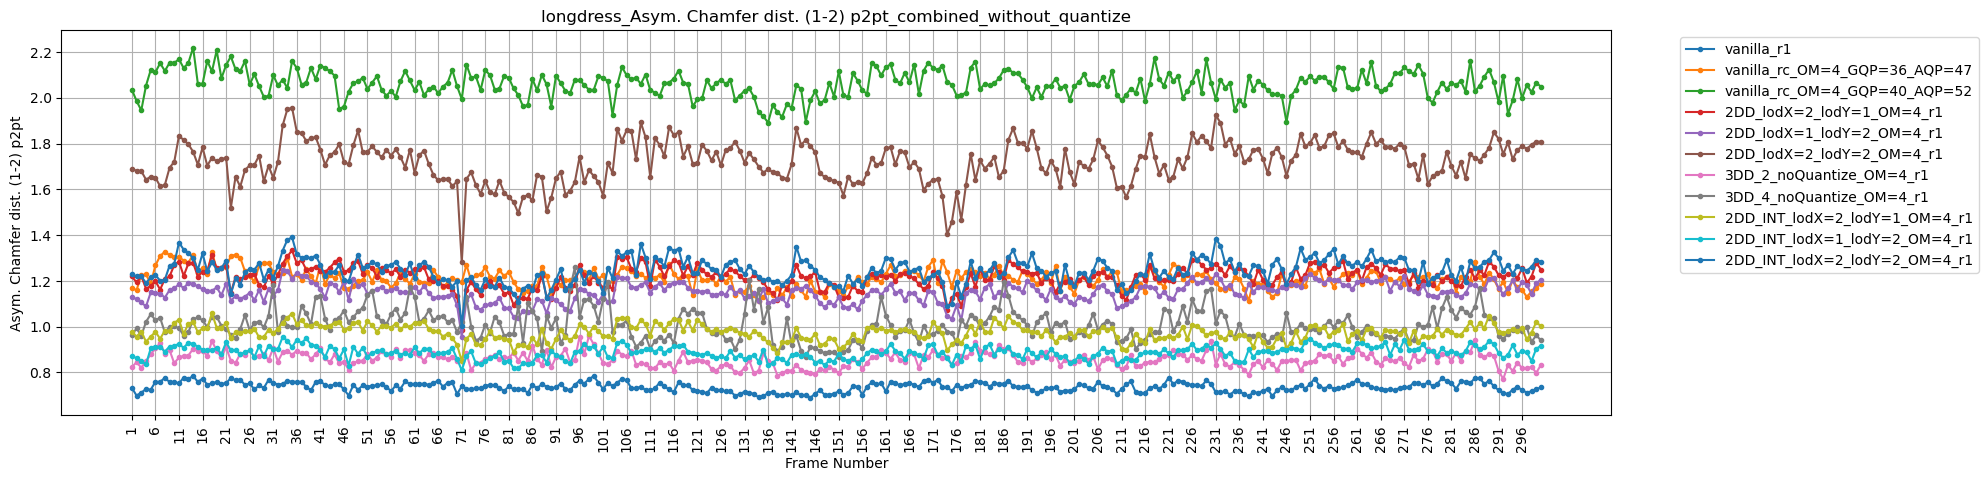 longdress_Asym. Chamfer dist. (1-2) p2pt_combined_without_quantize
Asym. Chamfer dist. (1-2) p2pt
2.2
2.0
1.8
1.6
1.4
1.2
1.0
0.8
1 6 11 16 21 26 31 36 41 46 51 56 61 66 71 76 81 86 91 96 101 106 111 116 121 126 131 136 141 146 151 156 161 166 171 176 181 186 191 196 201 206 211 216 221 226 231 236 241 246 251 256 261 266 271 276 281 286 291 296
Frame Number
vanilla_r1
vanilla_rc_OM=4_GQP=36_AQP=47
vanilla_rc_OM=4_GQP=40_AQP=52
2DD_lodX=2_lodY=1_OM=4_r1
2DD_lodX=1_lodY=2_OM=4_r1
2DD_lodX=2_lodY=2_OM=4_r1
3DD_2_noQuantize_OM=4_r1
3DD_4_noQuantize_OM=4_r1
2DD_INT_lodX=2_lodY=1_OM=4_r1
2DD_INT_lodX=1_lodY=2_OM=4_r1
2DD_INT_lodX=2_lodY=2_OM=4_r1